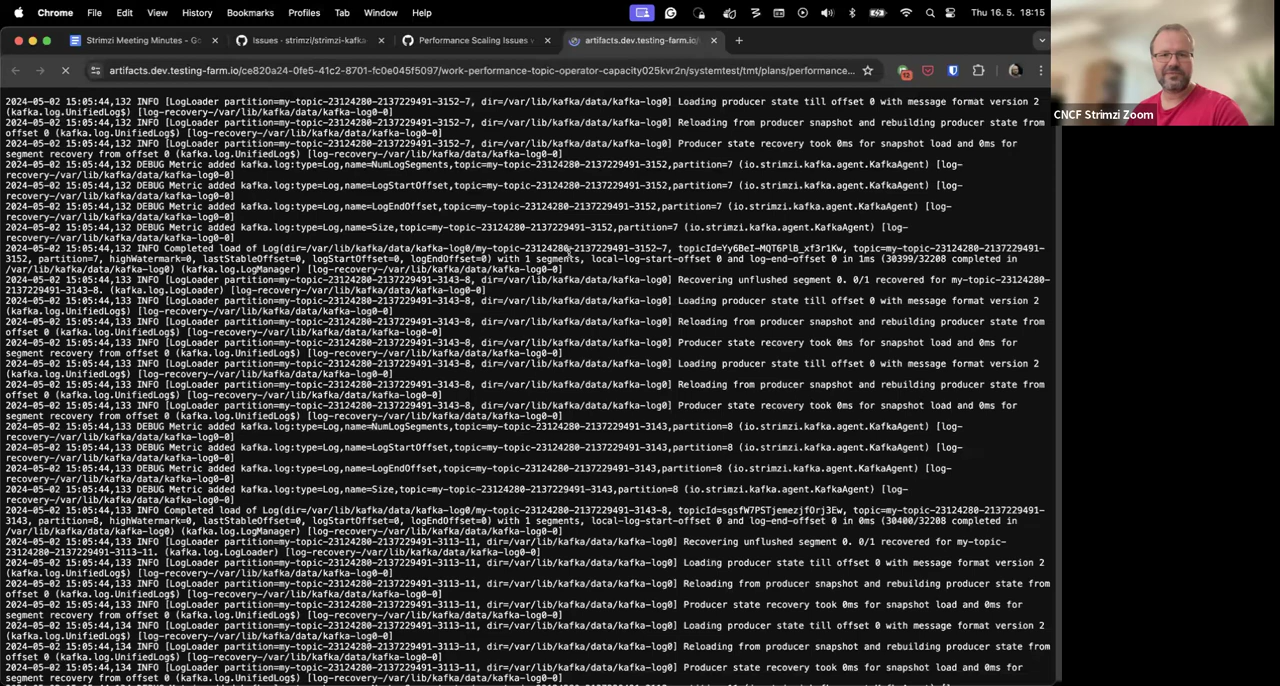 Chrome File Edit View History Bookmarks Profiles Tab Window Help Thu 16. 5. 18:15
Strimzi Meeting Minutes – Go Issues · strimzi/strimzi-kafka Performance Scaling Issues artifacts.dev.testing-farm.io/
artifacts.dev.testing-farm.io/ce820a24-0fe5-41c2-8701-fc0e045f5097/work-performance-topic-operator-capacity025kvr2n/systemtest/tmt/plans/performance...
CNCF Strimzi Zoom
2024-05-02 15:05:44,132 INFO [LogLoader partition=my-topic-23124280-2137229491-3152-7, dir=/var/lib/kafka/data/kafka-log0] Loading producer state till offset 0 with message format version 2
(kafka.log.UnifiedLog$) [log-recovery-/var/lib/kafka/data/kafka-log0-0]
2024-05-02 15:05:44,132 INFO [LogLoader partition=my-topic-23124280-2137229491-3152-7, dir=/var/lib/kafka/data/kafka-log0] Reloading from producer snapshot and rebuilding producer state from
offset 0 (kafka.log.UnifiedLog$) [log-recovery-/var/lib/kafka/data/kafka-log0-0]
2024-05-02 15:05:44,132 INFO [LogLoader partition=my-topic-23124280-2137229491-3152-7, dir=/var/lib/kafka/data/kafka-log0] Producer state recovery took 0ms for snapshot load and 0ms for
segment recovery from offset 0 (kafka.log.UnifiedLog$) [log-recovery-/var/lib/kafka/data/kafka-log0-0]
2024-05-02 15:05:44,132 DEBUG Metric added kafka.log:type=Log,name=NumLogSegments,topic=my-topic-23124280-2137229491-3152,partition=7 (io.strimzi.kafka.agent.KafkaAgent) [log-
recovery-/var/lib/kafka/data/kafka-log0-0]
2024-05-02 15:05:44,132 DEBUG Metric added kafka.log:type=Log,name=LogStartOffset,topic=my-topic-23124280-2137229491-3152,partition=7 (io.strimzi.kafka.agent.KafkaAgent) [log-
recovery-/var/lib/kafka/data/kafka-log0-0]
2024-05-02 15:05:44,132 DEBUG Metric added kafka.log:type=Log,name=LogEndOffset,topic=my-topic-23124280-2137229491-3152,partition=7 (io.strimzi.kafka.agent.KafkaAgent) [log-
recovery-/var/lib/kafka/data/kafka-log0-0]
2024-05-02 15:05:44,132 DEBUG Metric added kafka.log:type=Log,name=Size,topic=my-topic-23124280-2137229491-3152,partition=7 (io.strimzi.kafka.agent.KafkaAgent) [log-
recovery-/var/lib/kafka/data/kafka-log0-0]
2024-05-02 15:05:44,132 INFO Completed load of Log(dir=/var/lib/kafka/data/kafka-log0/my-topic-23124280-2137229491-3152-7, topicId=Yy6BeI-MQT6PlB_xf3r1Kw, topic=my-topic-23124280-2137229491-
3152, partition=7, highWatermark=0, lastStableOffset=0, logStartOffset=0, logEndOffset=0) with 1 segments, local-log-start-offset 0 and log-end-offset 0 in 1ms (30399/32208 completed in
/var/lib/kafka/data/kafka-log0) (kafka.log.LogManager) [log-recovery-/var/lib/kafka/data/kafka-log0-0]
2024-05-02 15:05:44,133 INFO [LogLoader partition=my-topic-23124280-2137229491-3143-8, dir=/var/lib/kafka/data/kafka-log0] Recovering unflushed segment 0. 0/1 recovered for my-topic-23124280-
2137229491-3143-8. (kafka.log.LogLoader) [log-recovery-/var/lib/kafka/data/kafka-log0-0]
2024-05-02 15:05:44,133 INFO [LogLoader partition=my-topic-23124280-2137229491-3143-8, dir=/var/lib/kafka/data/kafka-log0] Loading producer state till offset 0 with message format version 2
(kafka.log.UnifiedLog$) [log-recovery-/var/lib/kafka/data/kafka-log0-0]
2024-05-02 15:05:44,133 INFO [LogLoader partition=my-topic-23124280-2137229491-3143-8, dir=/var/lib/kafka/data/kafka-log0] Reloading from producer snapshot and rebuilding producer state from
offset 0 (kafka.log.UnifiedLog$) [log-recovery-/var/lib/kafka/data/kafka-log0-0]
2024-05-02 15:05:44,133 INFO [LogLoader partition=my-topic-23124280-2137229491-3143-8, dir=/var/lib/kafka/data/kafka-log0] Producer state recovery took 0ms for snapshot load and 0ms for
segment recovery from offset 0 (kafka.log.UnifiedLog$) [log-recovery-/var/lib/kafka/data/kafka-log0-0]
2024-05-02 15:05:44,133 INFO [LogLoader partition=my-topic-23124280-2137229491-3143-8, dir=/var/lib/kafka/data/kafka-log0] Loading producer state till offset 0 with message format version 2
(kafka.log.UnifiedLog$) [log-recovery-/var/lib/kafka/data/kafka-log0-0]
2024-05-02 15:05:44,133 INFO [LogLoader partition=my-topic-23124280-2137229491-3143-8, dir=/var/lib/kafka/data/kafka-log0] Reloading from producer snapshot and rebuilding producer state from
offset 0 (kafka.log.UnifiedLog$) [log-recovery-/var/lib/kafka/data/kafka-log0-0]
2024-05-02 15:05:44,133 INFO [LogLoader partition=my-topic-23124280-2137229491-3143-8, dir=/var/lib/kafka/data/kafka-log0] Producer state recovery took 0ms for snapshot load and 0ms for
segment recovery from offset 0 (kafka.log.UnifiedLog$) [log-recovery-/var/lib/kafka/data/kafka-log0-0]
2024-05-02 15:05:44,133 DEBUG Metric added kafka.log:type=Log,name=NumLogSegments,topic=my-topic-23124280-2137229491-3143,partition=8 (io.strimzi.kafka.agent.KafkaAgent) [log-
recovery-/var/lib/kafka/data/kafka-log0-0]
2024-05-02 15:05:44,133 DEBUG Metric added kafka.log:type=Log,name=LogStartOffset,topic=my-topic-23124280-2137229491-3143,partition=8 (io.strimzi.kafka.agent.KafkaAgent) [log-
recovery-/var/lib/kafka/data/kafka-log0-0]
2024-05-02 15:05:44,133 DEBUG Metric added kafka.log:type=Log,name=LogEndOffset,topic=my-topic-23124280-2137229491-3143,partition=8 (io.strimzi.kafka.agent.KafkaAgent) [log-
recovery-/var/lib/kafka/data/kafka-log0-0]
2024-05-02 15:05:44,133 DEBUG Metric added kafka.log:type=Log,name=Size,topic=my-topic-23124280-2137229491-3143,partition=8 (io.strimzi.kafka.agent.KafkaAgent) [log-
recovery-/var/lib/kafka/data/kafka-log0-0]
2024-05-02 15:05:44,133 INFO Completed load of Log(dir=/var/lib/kafka/data/kafka-log0/my-topic-23124280-2137229491-3143-8, topicId=sgsfW7PSTjemezjfOrj3Ew, topic=my-topic-23124280-2137229491-
3143, partition=8, highWatermark=0, lastStableOffset=0, logStartOffset=0, logEndOffset=0) with 1 segments, local-log-start-offset 0 and log-end-offset 0 in 0ms (30400/32208 completed in
/var/lib/kafka/data/kafka-log0) (kafka.log.LogManager) [log-recovery-/var/lib/kafka/data/kafka-log0-0]
2024-05-02 15:05:44,133 INFO [LogLoader partition=my-topic-23124280-2137229491-3113-11, dir=/var/lib/kafka/data/kafka-log0] Recovering unflushed segment 0. 0/1 recovered for my-topic-
23124280-2137229491-3113-11. (kafka.log.LogLoader) [log-recovery-/var/lib/kafka/data/kafka-log0-0]
2024-05-02 15:05:44,133 INFO [LogLoader partition=my-topic-23124280-2137229491-3113-11, dir=/var/lib/kafka/data/kafka-log0] Loading producer state till offset 0 with message format version 2
(kafka.log.UnifiedLog$) [log-recovery-/var/lib/kafka/data/kafka-log0-0]
2024-05-02 15:05:44,133 INFO [LogLoader partition=my-topic-23124280-2137229491-3113-11, dir=/var/lib/kafka/data/kafka-log0] Reloading from producer snapshot and rebuilding producer state from
offset 0 (kafka.log.UnifiedLog$) [log-recovery-/var/lib/kafka/data/kafka-log0-0]
2024-05-02 15:05:44,133 INFO [LogLoader partition=my-topic-23124280-2137229491-3113-11, dir=/var/lib/kafka/data/kafka-log0] Producer state recovery took 0ms for snapshot load and 0ms for
segment recovery from offset 0 (kafka.log.UnifiedLog$) [log-recovery-/var/lib/kafka/data/kafka-log0-0]
2024-05-02 15:05:44,134 INFO [LogLoader partition=my-topic-23124280-2137229491-3113-11, dir=/var/lib/kafka/data/kafka-log0] Loading producer state till offset 0 with message format version 2
(kafka.log.UnifiedLog$) [log-recovery-/var/lib/kafka/data/kafka-log0-0]
2024-05-02 15:05:44,134 INFO [LogLoader partition=my-topic-23124280-2137229491-3113-11, dir=/var/lib/kafka/data/kafka-log0] Reloading from producer snapshot and rebuilding producer state from
offset 0 (kafka.log.UnifiedLog$) [log-recovery-/var/lib/kafka/data/kafka-log0-0]
2024-05-02 15:05:44,134 INFO [LogLoader partition=my-topic-23124280-2137229491-3113-11, dir=/var/lib/kafka/data/kafka-log0] Producer state recovery took 0ms for snapshot load and 0ms for
segment recovery from offset 0 (kafka.log.UnifiedLog$) [log-recovery-/var/lib/kafka/data/kafka-log0-0]